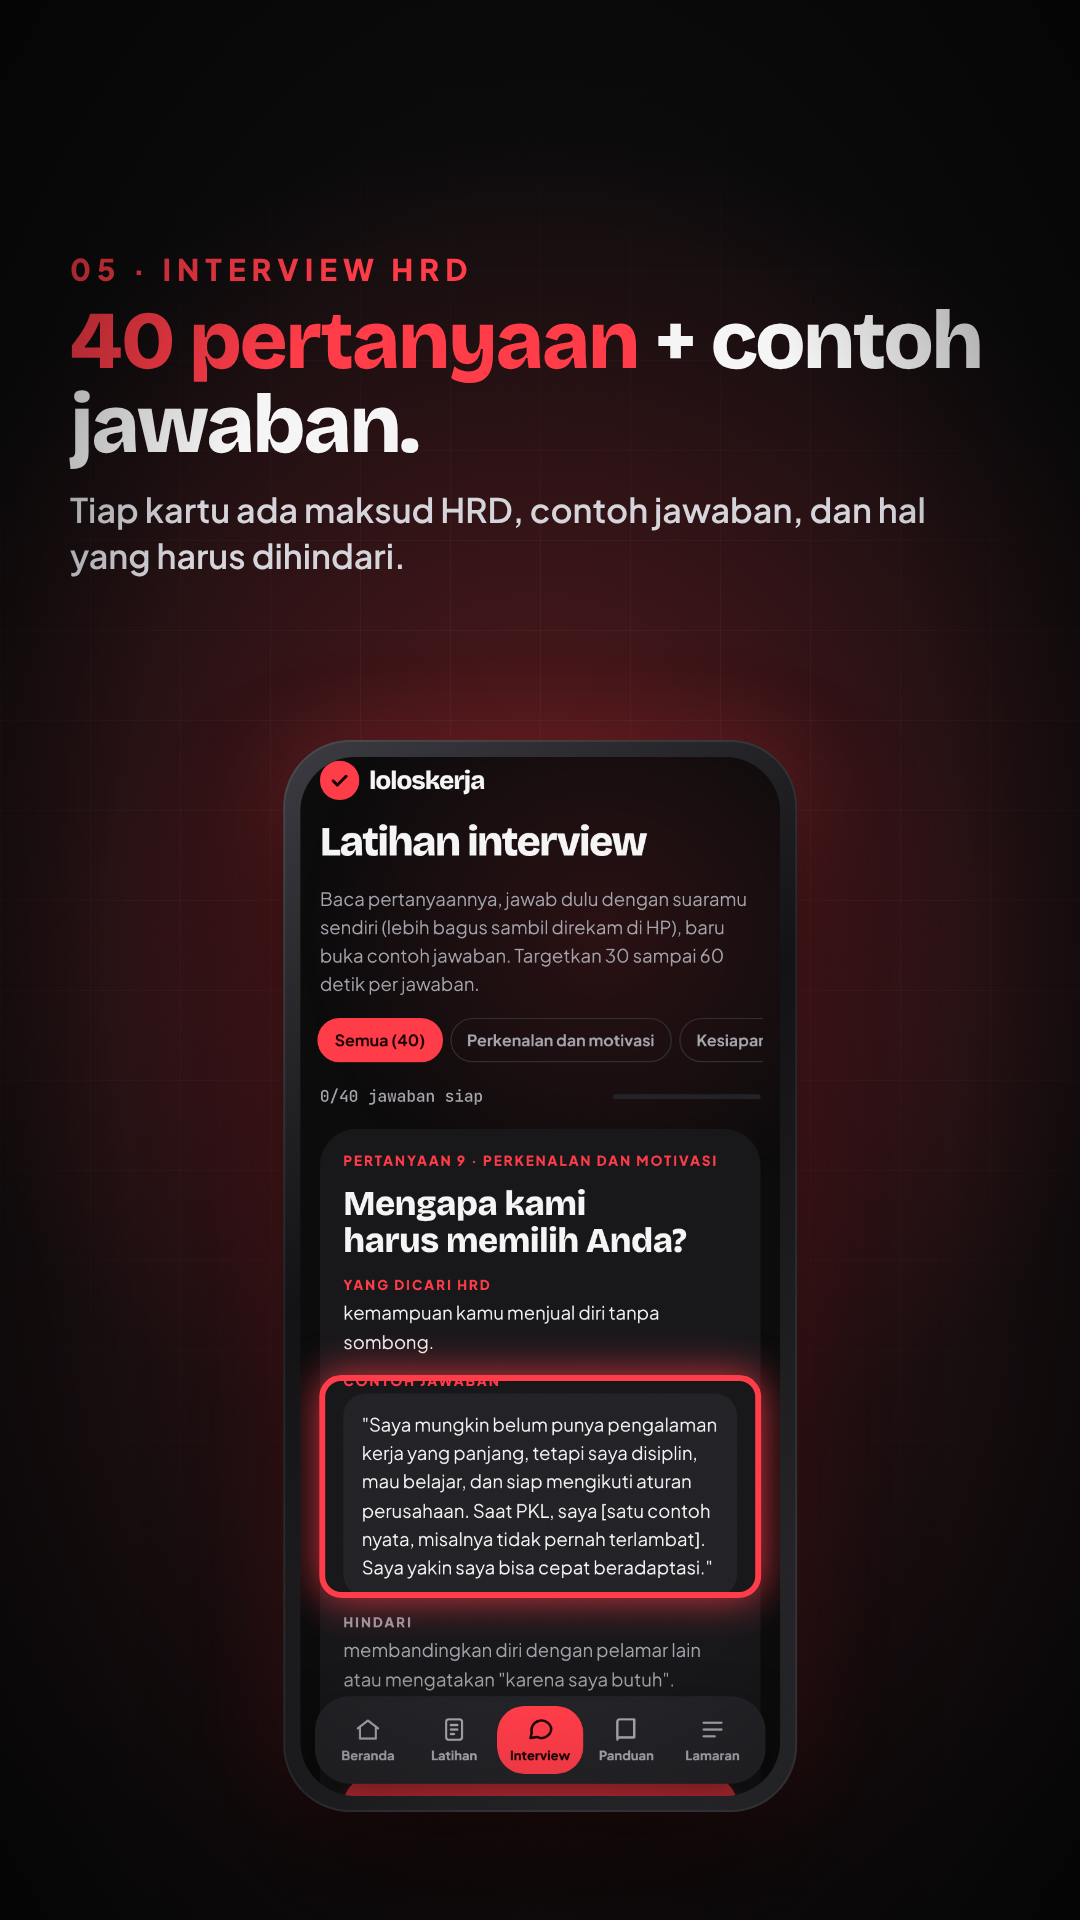 05 · INTERVIEW HRD
40 pertanyaan + contoh
jawaban.
Tiap kartu ada maksud HRD, contoh jawaban, dan hal
yang harus dihindari.
loloskerja
Latihan interview
Baca pertanyaannya, jawab dulu dengan suaramu
sendiri (lebih bagus sambil direkam di HP), baru
buka contoh jawaban. Targetkan 30 sampai 60
detik per jawaban.
Semua (40) Perkenalan dan motivasi Kesiapan
0/40 jawaban siap
PERTANYAAN 9 · PERKENALAN DAN MOTIVASI
Mengapa kami
harus memilih Anda?
YANG DICARI HRD
kemampuan kamu menjual diri tanpa
sombong.
CONTOH JAWABAN
"Saya mungkin belum punya pengalaman
kerja yang panjang, tetapi saya disiplin,
mau belajar, dan siap mengikuti aturan
perusahaan. Saat PKL, saya [satu contoh
nyata, misalnya tidak pernah terlambat].
Saya yakin saya bisa cepat beradaptasi."
HINDARI
membandingkan diri dengan pelamar lain
atau mengatakan "karena saya butuh".
Beranda Latihan Interview Panduan Lamaran